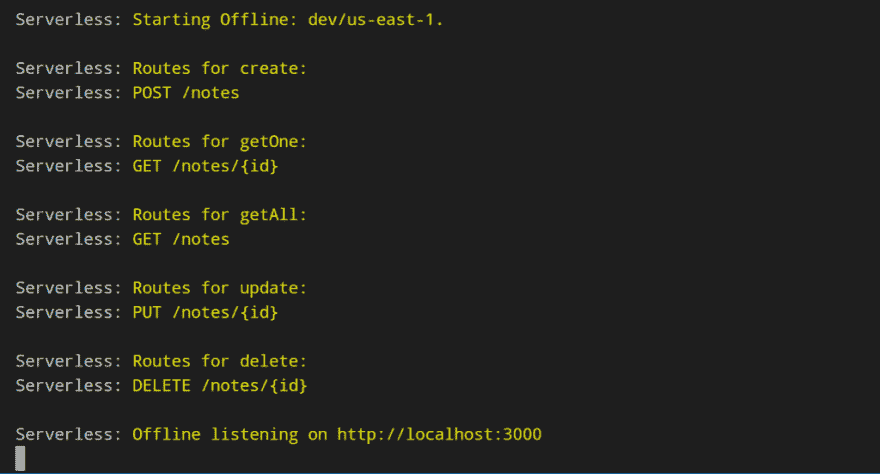 Serverless: Starting Offline: dev/us-east-1.
Serverless: Routes for create:
Serverless: POST /notes
Serverless: Routes for getOne:
Serverless: GET /notes/{id}
Serverless: Routes for getAll:
Serverless: GET /notes
Serverless: Routes for update:
Serverless: PUT /notes/{id}
Serverless: Routes for delete:
Serverless: DELETE /notes/{id}
Serverless: Offline listening on http://localhost:3000